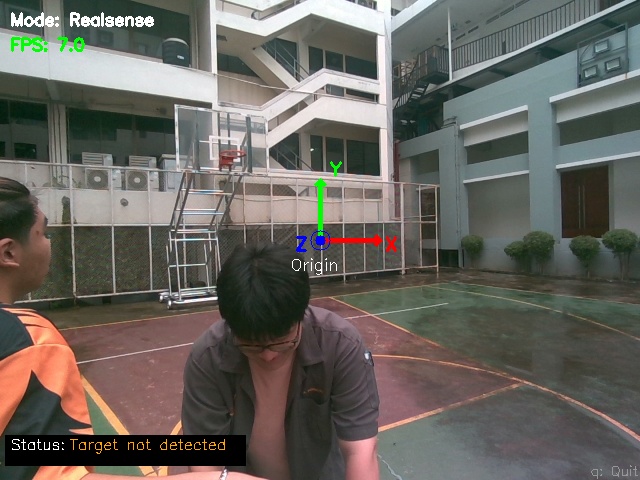 Mode: Realsense
FPS: 7.0
Y
Z
X
Origin
Status: Target not detected
q: Quit